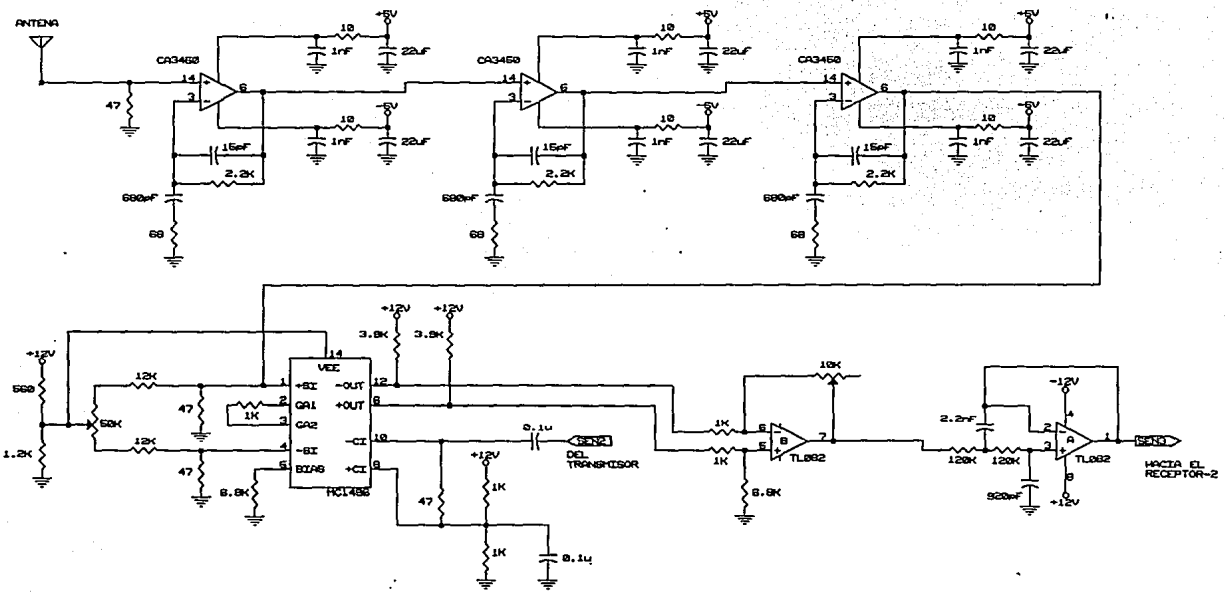 ANTENA
+5V
10
1nF
22uF
CA3450
14
3
6
47
-5V
10
1nF
22uF
15pF
2.2K
680pF
68
+5V
10
1nF
22uF
CA3450
14
3
6
-5V
10
1nF
22uF
15pF
2.2K
680pF
68
+5V
10
1nF
22uF
CA3450
14
3
6
-5V
10
1nF
22uF
15pF
2.2K
680pF
68
+12V
560
1.2K
50K
12K
12K
47
47
1K
6.8K
14
VEE
1 +SI
2 GA1
3 GA2
4 -SI
5 BIAS
-OUT 12
+OUT 6
-CI 10
+CI 8
MC1496
+12V
3.9K
+12V
3.9K
0.1u
SEN2
DEL
TRANSMISOR
+12V
1K
47
1K
0.1u
1K
1K
6
5
B
7
TL082
10K
6.8K
120K
120K
2.2nF
920pF
-12V
4
2
3
A
1
8
TL082
+12V
SEN3
HACIA EL
RECEPTOR-2